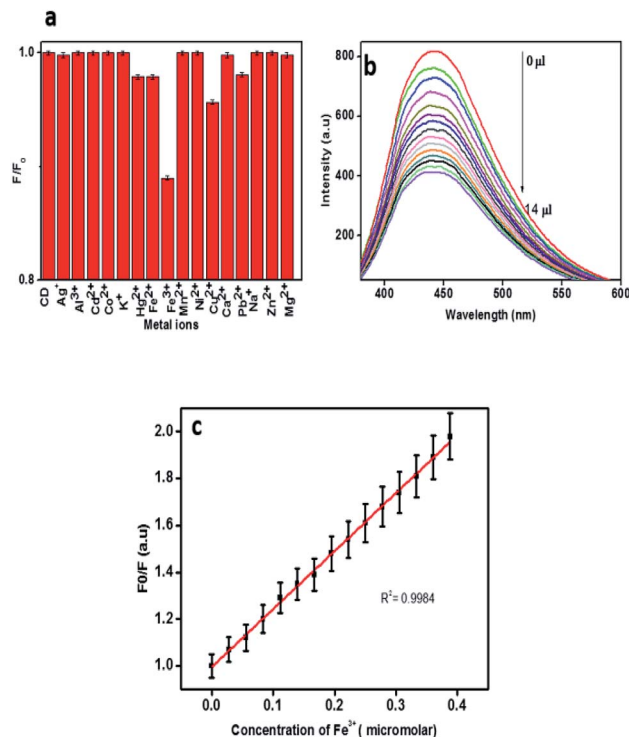 a
F/F₀
1.0
0.8
CD
Ag⁺
Al³⁺
Cd²⁺
Co²⁺
K⁺
Hg²⁺
Fe²⁺
Fe³⁺
Mn²⁺
Ni²⁺
Cu²⁺
Ca²⁺
Pb²⁺
Na⁺
Zn²⁺
Mg²⁺
Metal ions
b
Intensity (a.u)
800
600
400
200
0 µl
14 µl
400 450 500 550 600
Wavelength (nm)
c
F0/F (a.u)
2.0
1.8
1.6
1.4
1.2
1.0
R²= 0.9984
0.0 0.1 0.2 0.3 0.4
Concentration of Fe³⁺ ( micromolar)